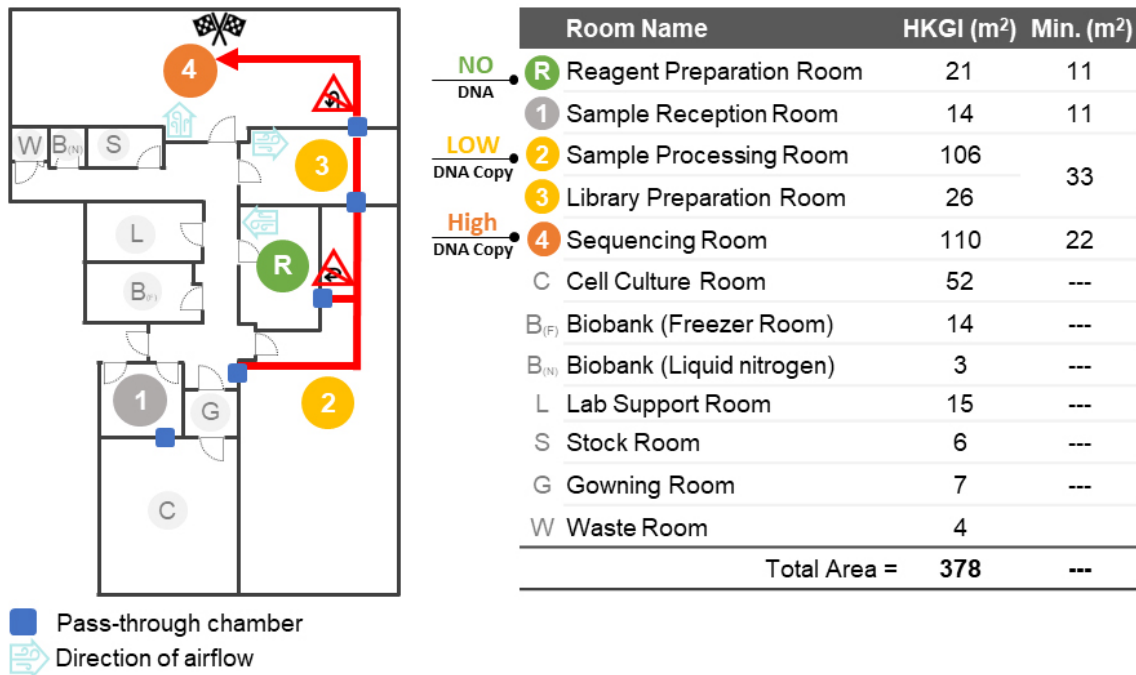 4
W
B(N)
S
3
L
R
B(F)
1
G
2
C
Pass-through chamber
Direction of airflow
NO
DNA
LOW
DNA Copy
High
DNA Copy
Room Name HKGI (m²) Min. (m²)
R Reagent Preparation Room 21 11
1 Sample Reception Room 14 11
2 Sample Processing Room 106
33
3 Library Preparation Room 26
4 Sequencing Room 110 22
C Cell Culture Room 52 ---
B(F) Biobank (Freezer Room) 14 ---
B(N) Biobank (Liquid nitrogen) 3 ---
L Lab Support Room 15 ---
S Stock Room 6 ---
G Gowning Room 7 ---
W Waste Room 4
Total Area = 378 ---